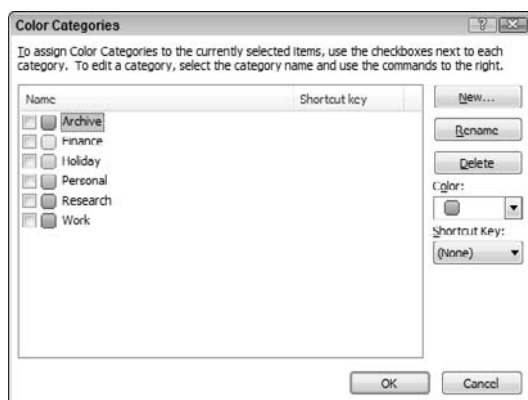 Color Categories
To assign Color Categories to the currently selected items, use the checkboxes next to each
category. To edit a category, select the category name and use the commands to the right.
Name Shortcut key
Archive
Finance
Holiday
Personal
Research
Work
New...
Rename
Delete
Color:
Shortcut Key:
(None)
OK Cancel